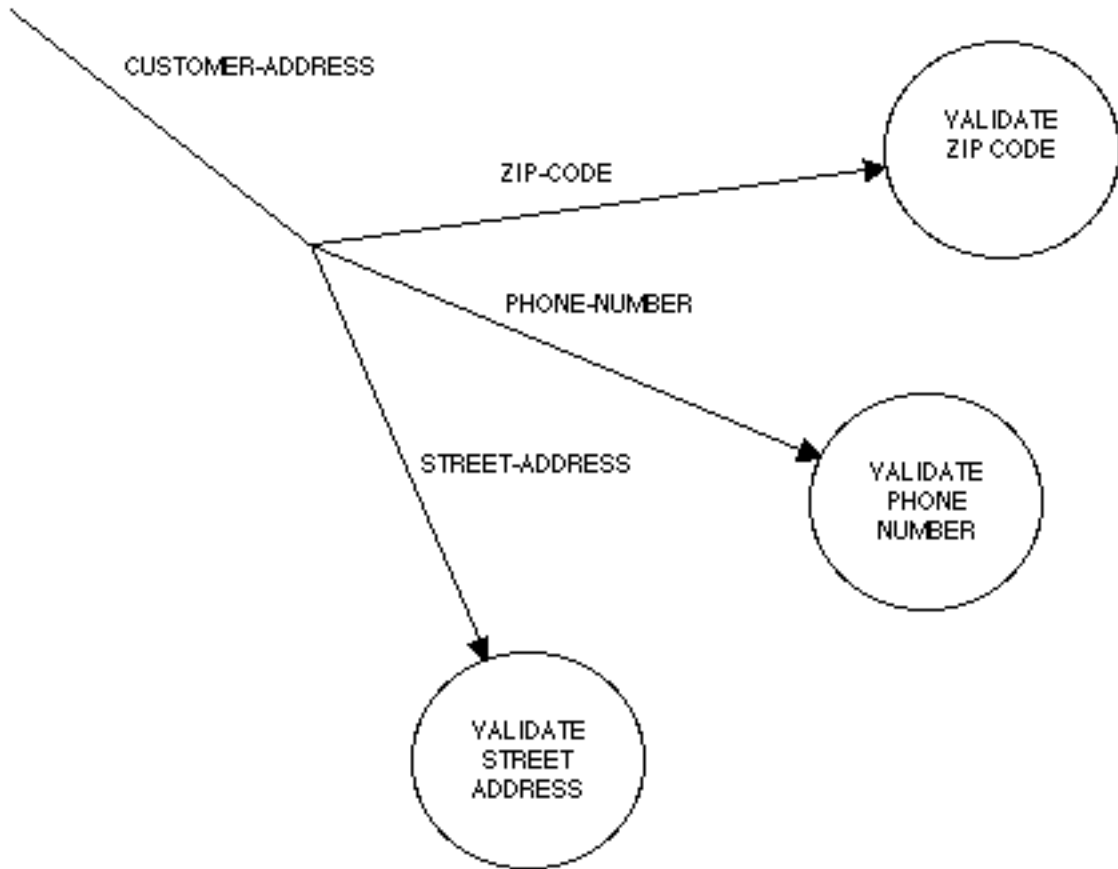 CUSTOMER-ADDRESS
ZIP-CODE
VALIDATE
ZIP CODE
PHONE-NUMBER
VALIDATE
PHONE
NUMBER
STREET-ADDRESS
VALIDATE
STREET
ADDRESS